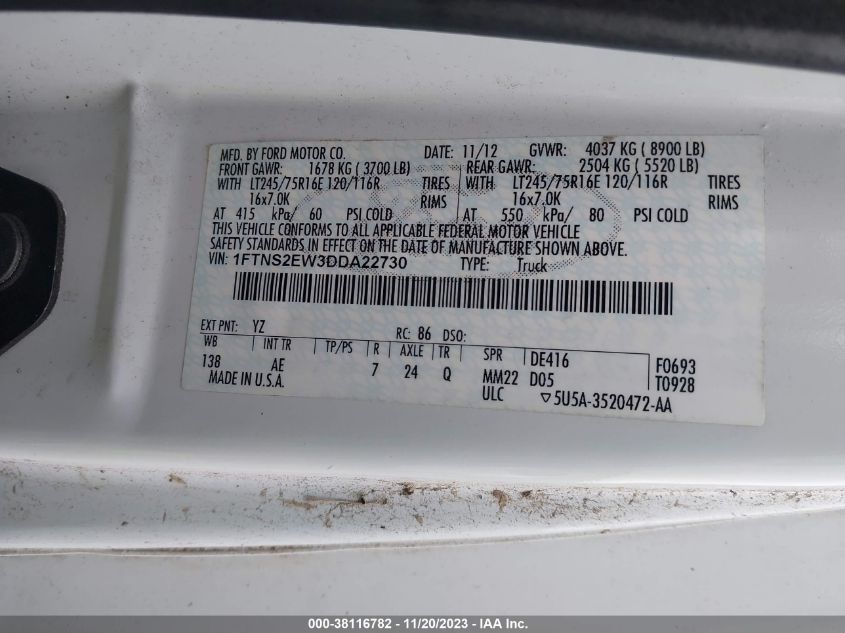 MFD. BY FORD MOTOR CO. DATE: 11/12 GVWR: 4037 KG ( 8900 LB)
FRONT GAWR: 1678 KG ( 3700 LB) REAR GAWR: 2504 KG ( 5520 LB)
WITH LT245/75R16E 120/116R TIRES WITH LT245/75R16E 120/116R TIRES
16x7.0K RIMS 16x7.0K RIMS
AT 415 kPa/ 60 PSI COLD AT 550 kPa/ 80 PSI COLD
THIS VEHICLE CONFORMS TO ALL APPLICABLE FEDERAL MOTOR VEHICLE
SAFETY STANDARDS IN EFFECT ON THE DATE OF MANUFACTURE SHOWN ABOVE.
VIN: 1FTNS2EW3DDA22730 TYPE: Truck
EXT PNT: YZ RC: 86 DSO:
WB INT TR TP/PS R AXLE TR SPR DE416 F0693
138 AE 7 24 Q MM22 D05 T0928
MADE IN U.S.A. ULC ▽5U5A-3520472-AA
000-38116782 - 11/20/2023 - IAA Inc.